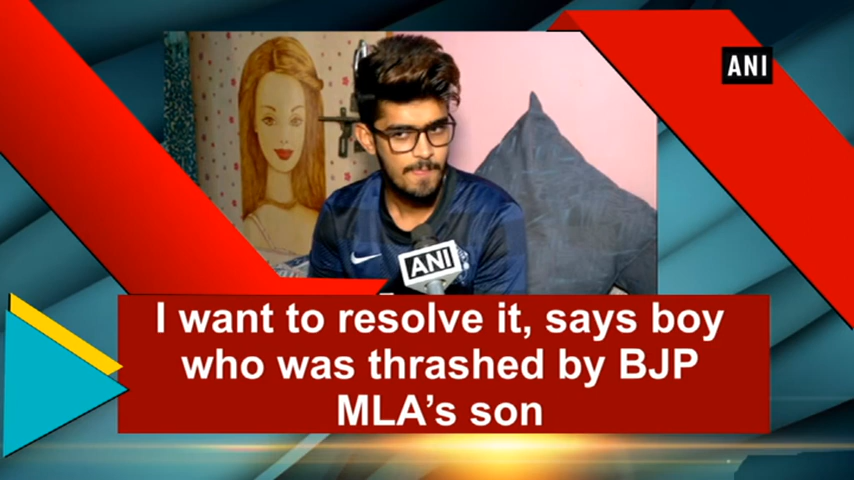 ANI
ANI
I want to resolve it, says boy
who was thrashed by BJP
MLA’s son